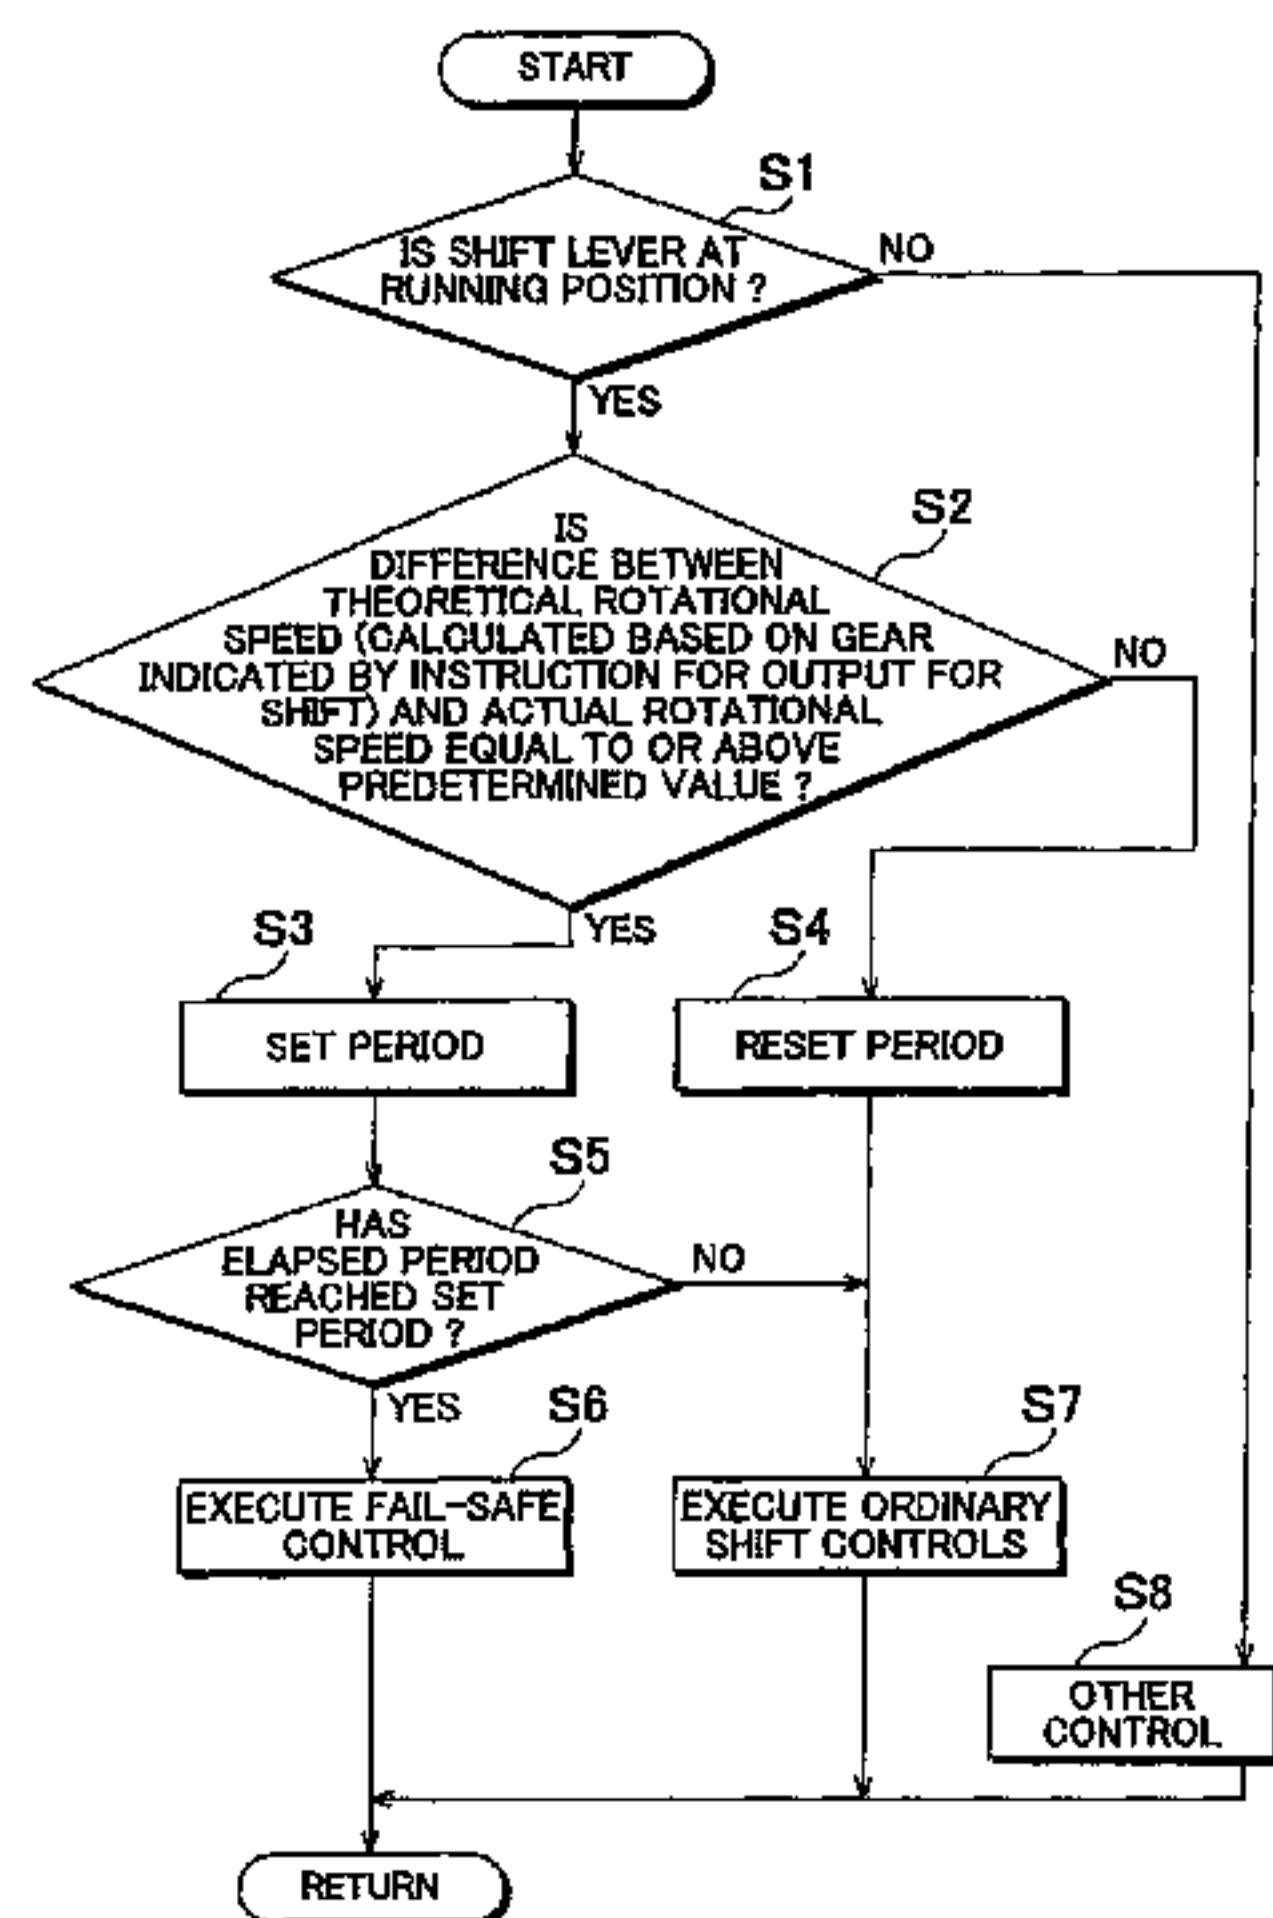 START
S1
IS SHIFT LEVER AT
RUNNING POSITION ?
NO
YES
S2
IS
DIFFERENCE BETWEEN
THEORETICAL ROTATIONAL
SPEED (CALCULATED BASED ON GEAR
INDICATED BY INSTRUCTION FOR OUTPUT FOR
SHIFT) AND ACTUAL ROTATIONAL
SPEED EQUAL TO OR ABOVE
PREDETERMINED VALUE ?
NO
YES
S3
S4
SET PERIOD
RESET PERIOD
S5
HAS
ELAPSED PERIOD
REACHED SET
PERIOD ?
NO
YES
S6
S7
EXECUTE FAIL-SAFE
CONTROL
EXECUTE ORDINARY
SHIFT CONTROLS
S8
OTHER
CONTROL
RETURN